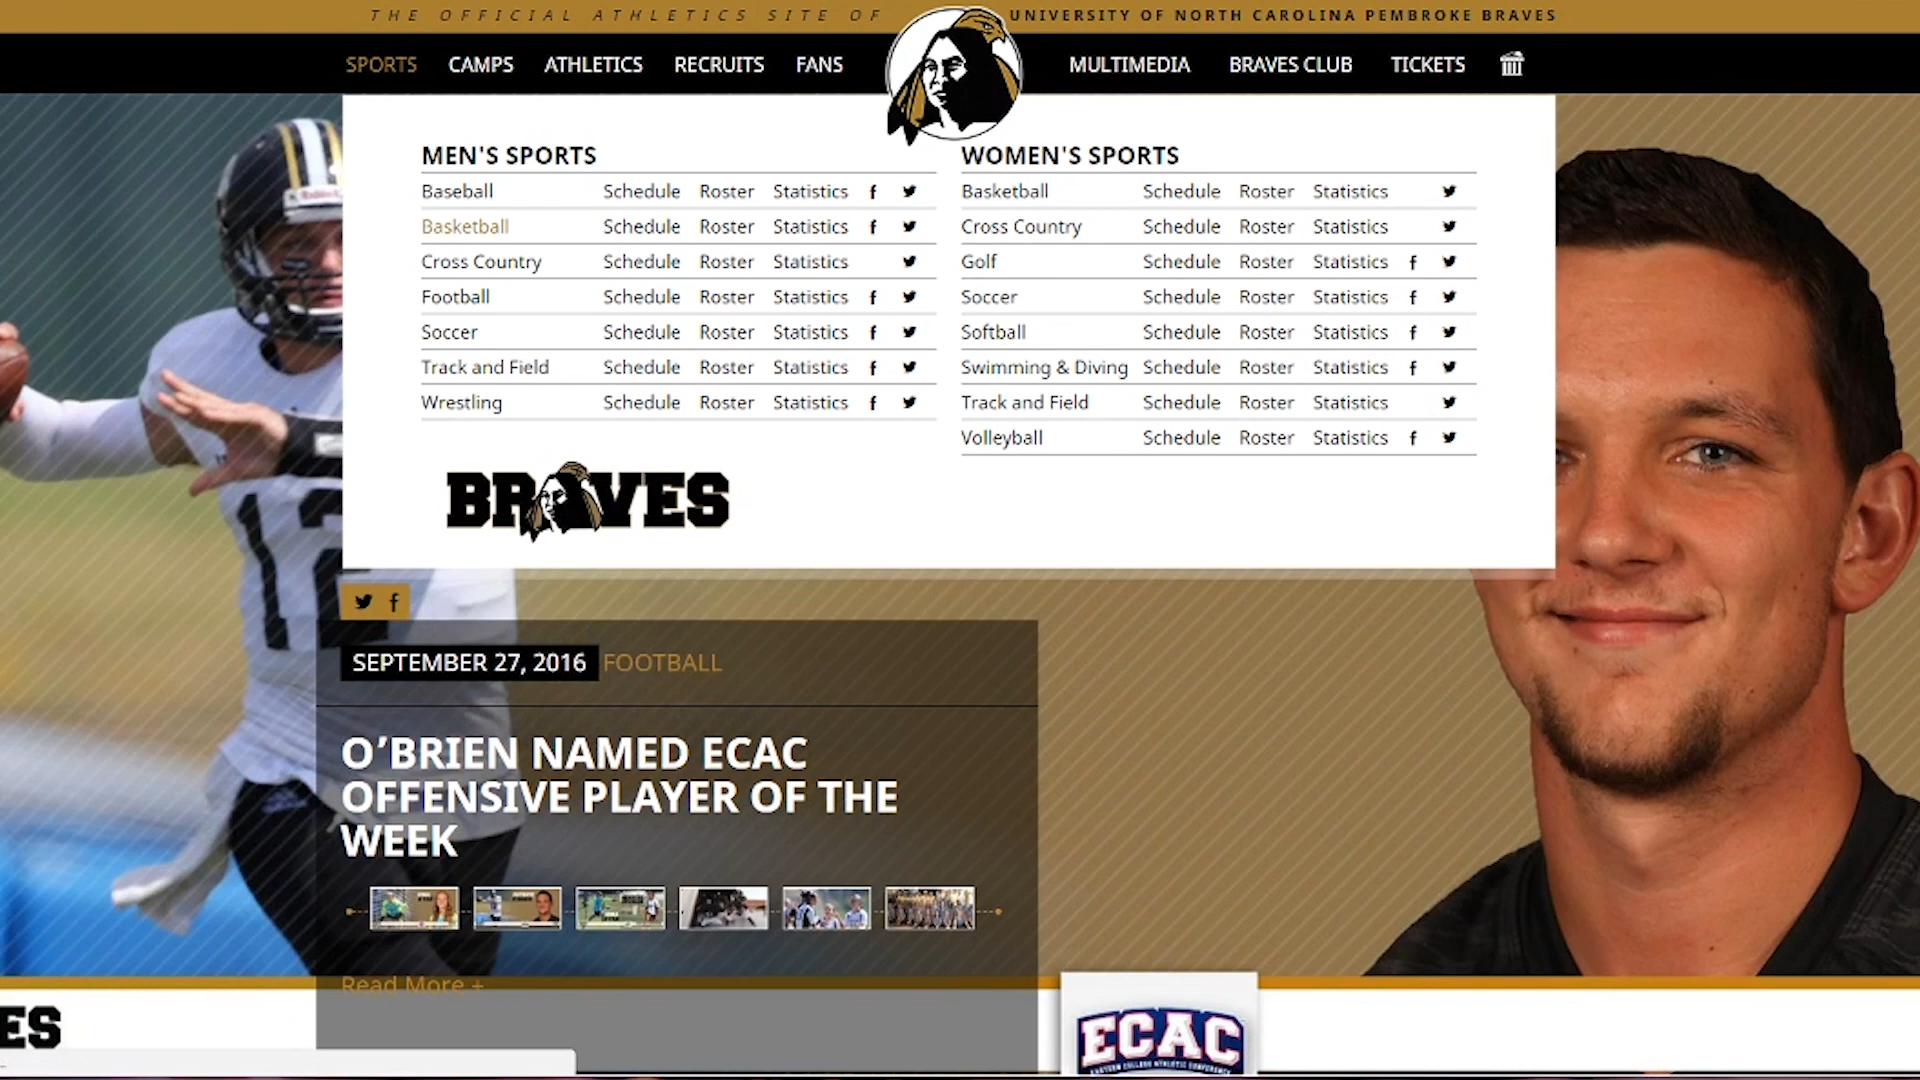 THE OFFICIAL ATHLETICS SITE OF UNIVERSITY OF NORTH CAROLINA PEMBROKE BRAVES
SPORTS CAMPS ATHLETICS RECRUITS FANS MULTIMEDIA BRAVES CLUB TICKETS
MEN'S SPORTS
Baseball Schedule Roster Statistics
Basketball Schedule Roster Statistics
Cross Country Schedule Roster Statistics
Football Schedule Roster Statistics
Soccer Schedule Roster Statistics
Track and Field Schedule Roster Statistics
Wrestling Schedule Roster Statistics
BRAVES
WOMEN'S SPORTS
Basketball Schedule Roster Statistics
Cross Country Schedule Roster Statistics
Golf Schedule Roster Statistics
Soccer Schedule Roster Statistics
Softball Schedule Roster Statistics
Swimming & Diving Schedule Roster Statistics
Track and Field Schedule Roster Statistics
Volleyball Schedule Roster Statistics
12
SEPTEMBER 27, 2016 FOOTBALL
O’BRIEN NAMED ECAC
OFFENSIVE PLAYER OF THE
WEEK
Read More +
ES
ECAC
EASTERN COLLEGE ATHLETIC CONFERENCE